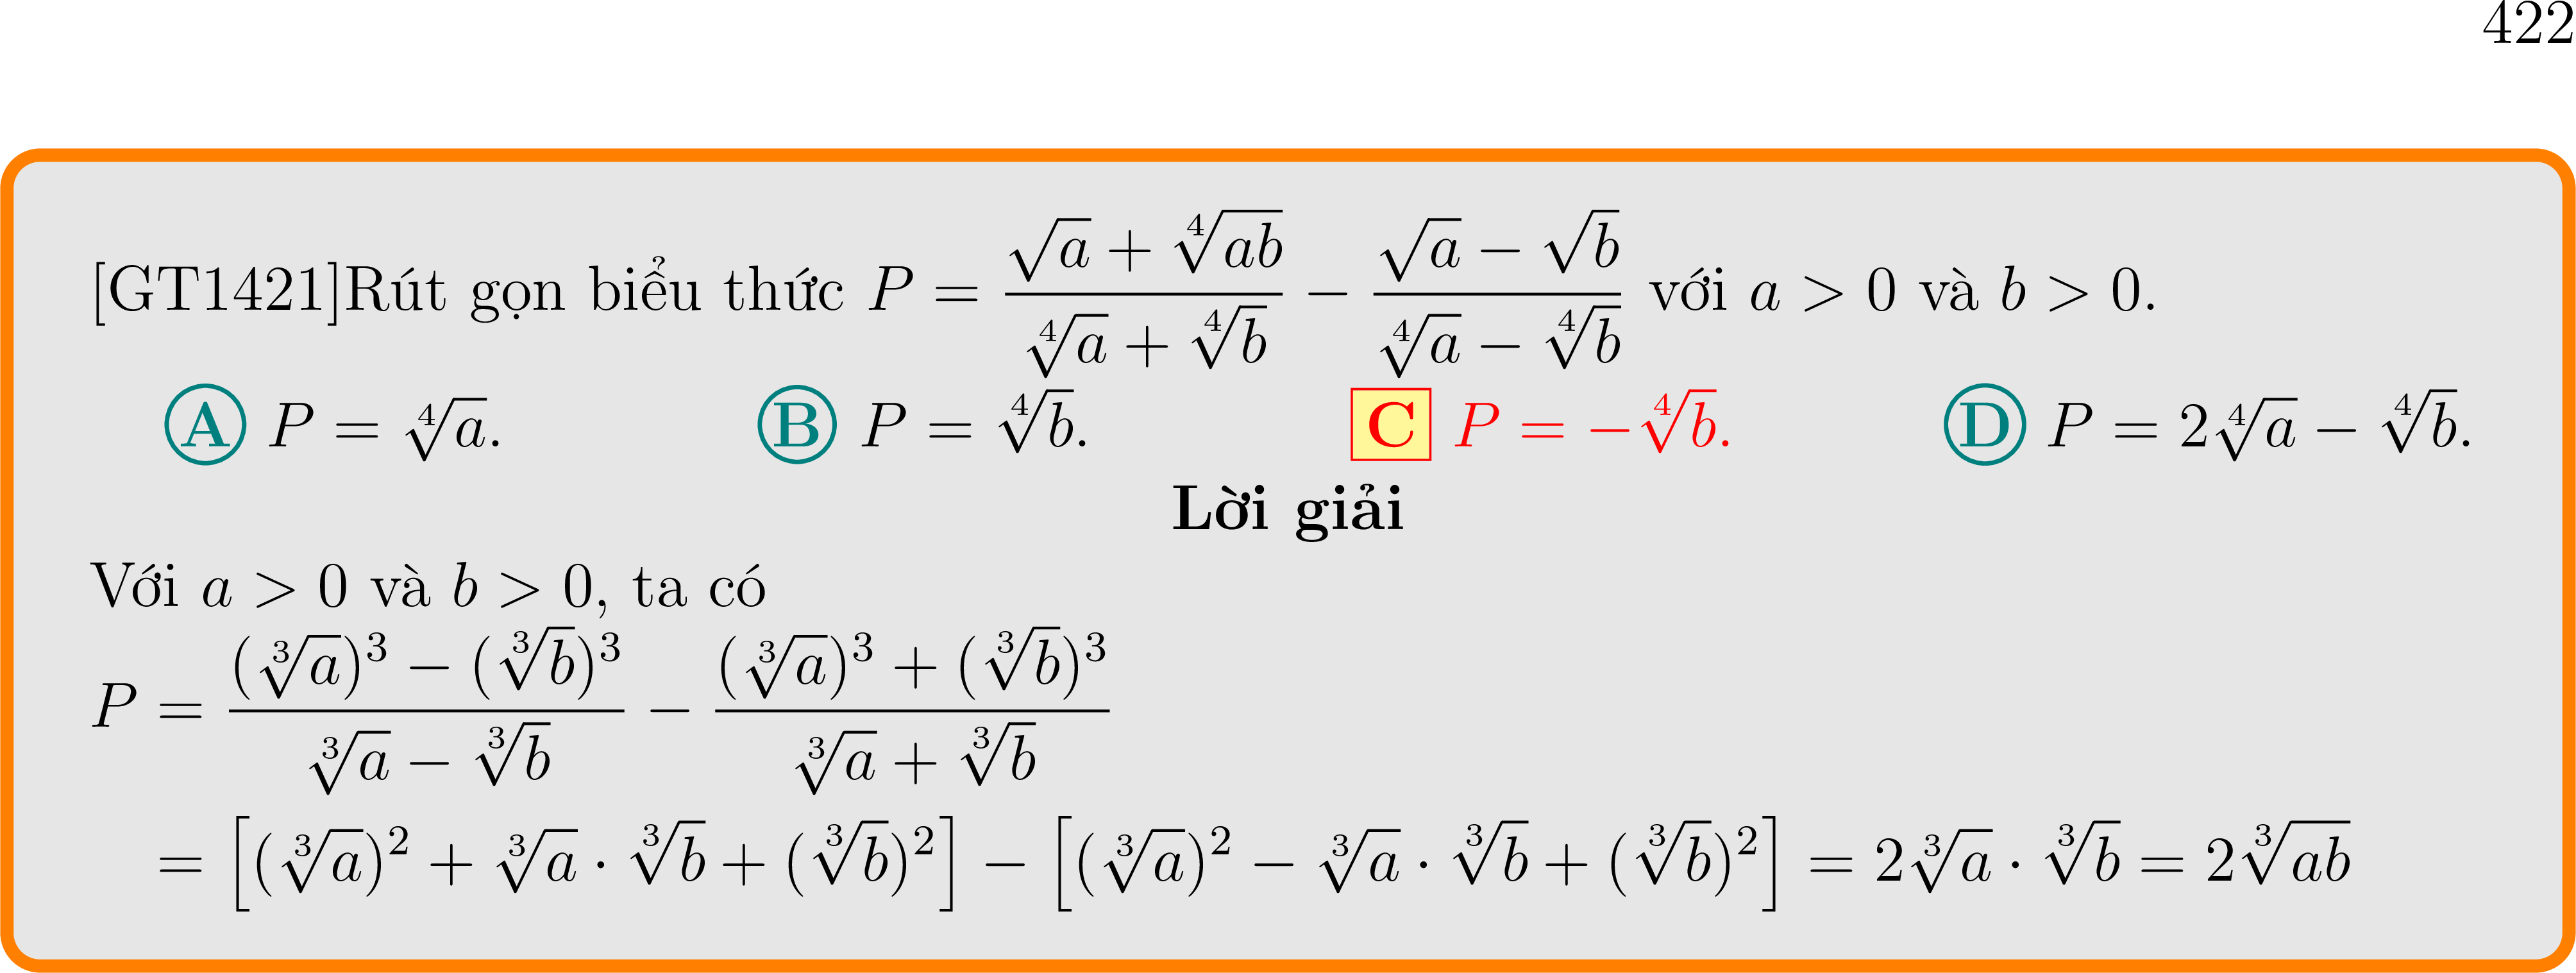 422
[GT1421]Rút gọn biểu thức $P = \dfrac{\sqrt{a} + \sqrt[4]{ab}}{\sqrt[4]{a} + \sqrt[4]{b}} - \dfrac{\sqrt{a} - \sqrt{b}}{\sqrt[4]{a} - \sqrt[4]{b}}$ với $a > 0$ và $b > 0$.
A $P = \sqrt[4]{a}$. B $P = \sqrt[4]{b}$. C $P = -\sqrt[4]{b}$. D $P = 2\sqrt[4]{a} - \sqrt[4]{b}$.
Lời giải
Với $a > 0$ và $b > 0$, ta có
$P = \dfrac{(\sqrt[3]{a})^3 - (\sqrt[3]{b})^3}{\sqrt[3]{a} - \sqrt[3]{b}} - \dfrac{(\sqrt[3]{a})^3 + (\sqrt[3]{b})^3}{\sqrt[3]{a} + \sqrt[3]{b}}$
$= \left[(\sqrt[3]{a})^2 + \sqrt[3]{a} \cdot \sqrt[3]{b} + (\sqrt[3]{b})^2\right] - \left[(\sqrt[3]{a})^2 - \sqrt[3]{a} \cdot \sqrt[3]{b} + (\sqrt[3]{b})^2\right] = 2\sqrt[3]{a} \cdot \sqrt[3]{b} = 2\sqrt[3]{ab}$